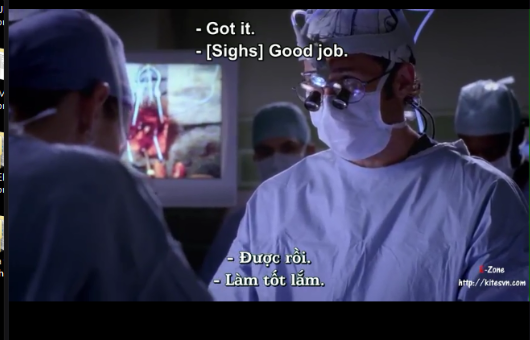 - Got it.
- [Sighs] Good job.
- Được rồi.
- Làm tốt lắm.
-Zone
http://kitesvn.com